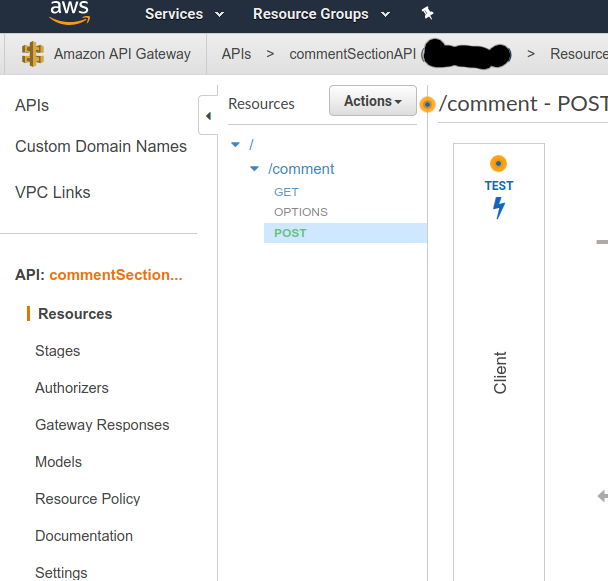 aws
Services
Resource Groups
Amazon API Gateway
APIs > commentSectionAPI ( > Resource
APIs
Custom Domain Names
VPC Links
API: commentSection...
Resources
Stages
Authorizers
Gateway Responses
Models
Resource Policy
Documentation
Settings
Resources
Actions
/
/comment
GET
OPTIONS
POST
/comment - POST
TEST
Client